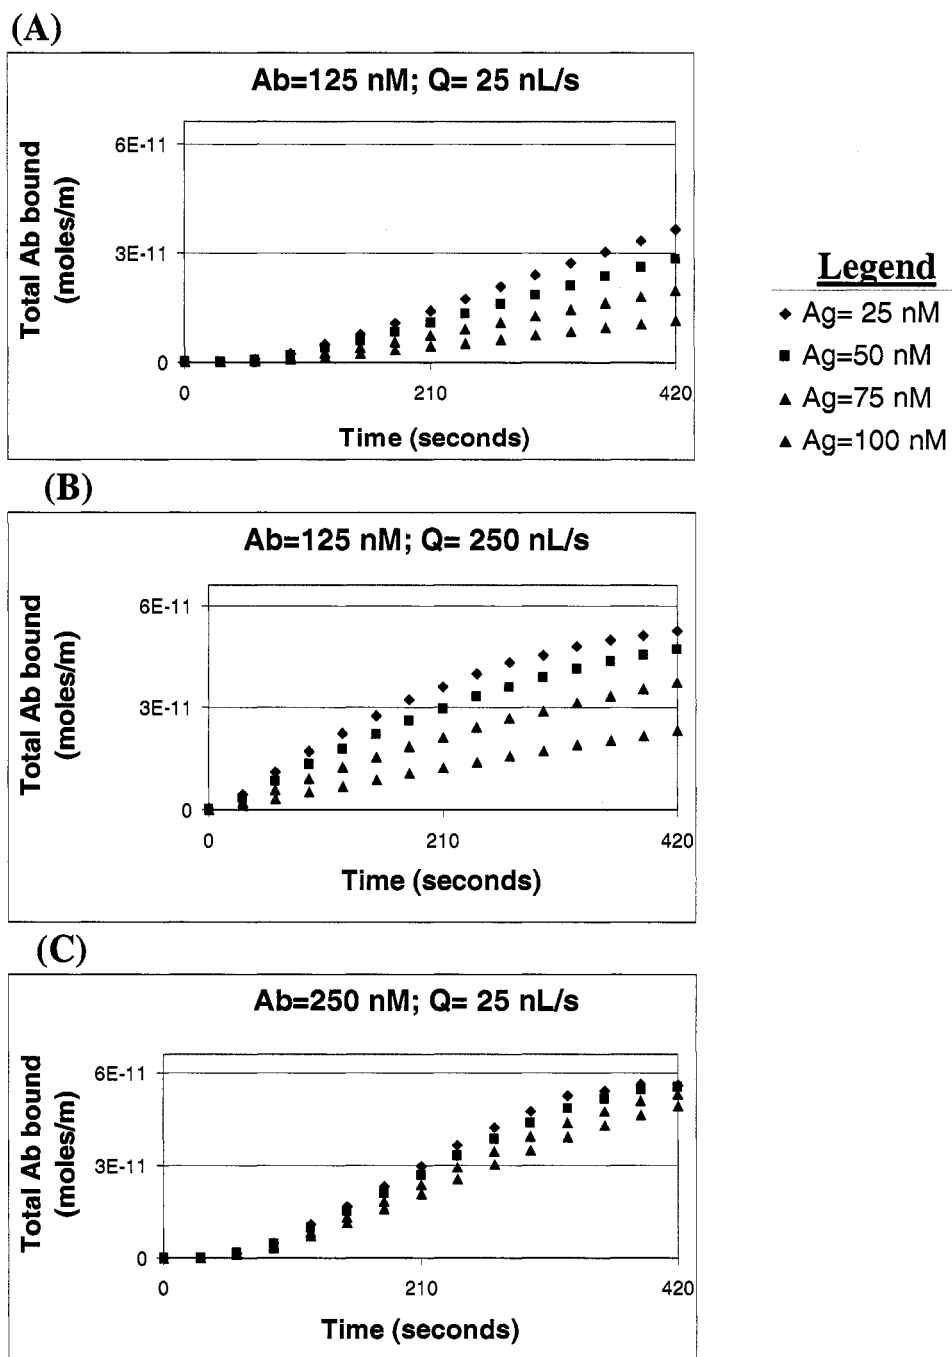 (A)
Ab=125 nM; Q= 25 nL/s
Total Ab bound
(moles/m)
6E-11
3E-11
0
0
210
420
Time (seconds)
Legend
Ag= 25 nM
Ag=50 nM
Ag=75 nM
Ag=100 nM
(B)
Ab=125 nM; Q= 250 nL/s
Total Ab bound
(moles/m)
6E-11
3E-11
0
0
210
420
Time (seconds)
(C)
Ab=250 nM; Q= 25 nL/s
Total Ab bound
(moles/m)
6E-11
3E-11
0
0
210
420
Time (seconds)